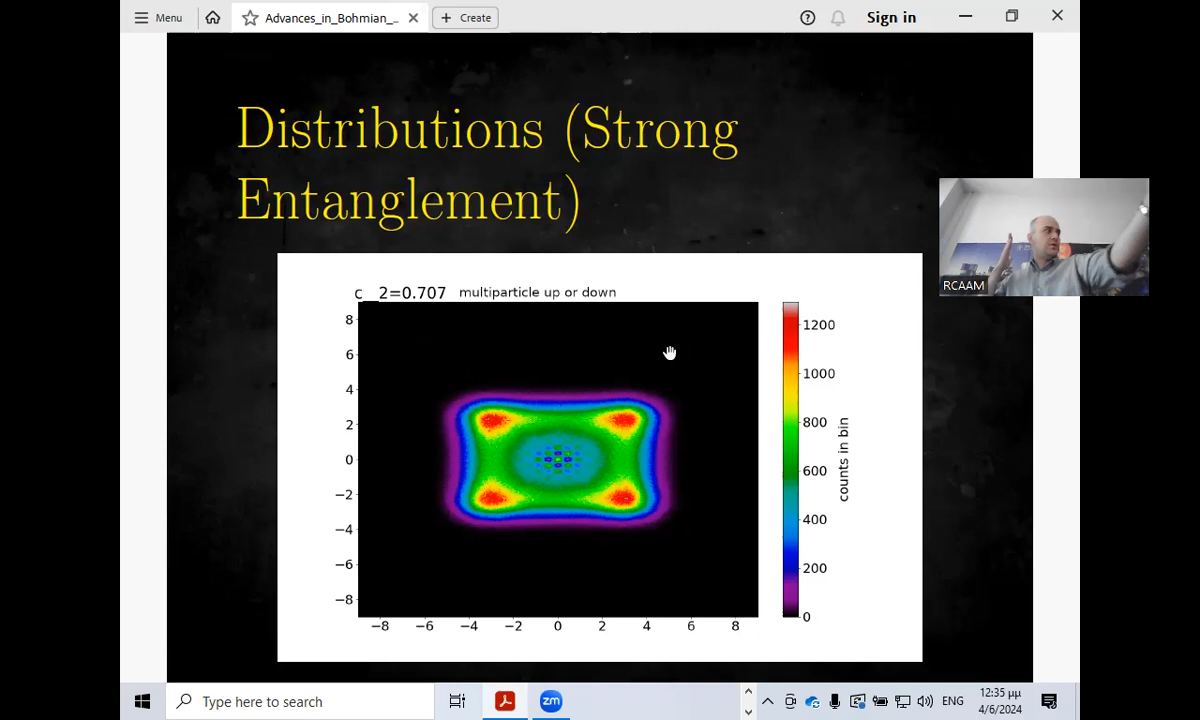 Menu
Advances_in_Bohmian_...
Create
Sign in
Distributions (Strong
Entanglement)
RCAAM
c__2=0.707 multiparticle up or down
8
6
4
2
0
−2
−4
−6
−8
−8 −6 −4 −2 0 2 4 6 8
1200
1000
800
600
400
200
0
counts in bin
Type here to search
zm
ENG
12:35 μμ
4/6/2024